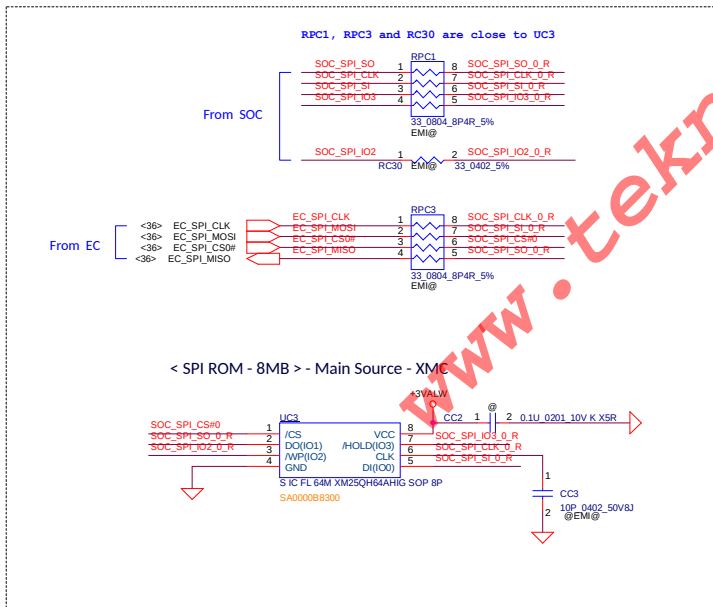 RPC1, RPC3 and RC30 are close to UC3
RPC1
SOC_SPI_SO 1 8 SOC_SPI_SO_0_R
SOC_SPI_CLK 2 7 SOC_SPI_CLK_0_R
SOC_SPI_SI 3 6 SOC_SPI_SI_0_R
SOC_SPI_IO3 4 5 SOC_SPI_IO3_0_R
From SOC
33_0804_8P4R_5%
EMI@
SOC_SPI_IO2 1 2 SOC_SPI_IO2_0_R
RC30 EMI@ 33_0402_5%
RPC3
<36> EC_SPI_CLK EC_SPI_CLK 1 8 SOC_SPI_CLK_0_R
<36> EC_SPI_MOSI EC_SPI_MOSI 2 7 SOC_SPI_SI_0_R
From EC
<36> EC_SPI_CS0# EC_SPI_CS0# 3 6 SOC_SPI_CS#0
<36> EC_SPI_MISO EC_SPI_MISO 4 5 SOC_SPI_SO_0_R
33_0804_8P4R_5%
EMI@
< SPI ROM - 8MB > - Main Source - XMC
+3VALW
UC3
CC2 1 @ 2 0.1U_0201_10V K X5R
SOC_SPI_CS#0 1 /CS VCC 8
SOC_SPI_SO_0_R 2 DO(IO1) /HOLD(IO3) 7 SOC_SPI_IO3_0_R
SOC_SPI_IO2_0_R 3 /WP(IO2) CLK 6 SOC_SPI_CLK_0_R
4 GND DI(IO0) 5 SOC_SPI_SI_0_R
S IC FL 64M XM25QH64AHIG SOP 8P
SA0000B8300
1
CC3
10P_0402_50V8J
2
@EMI@
www.tekn